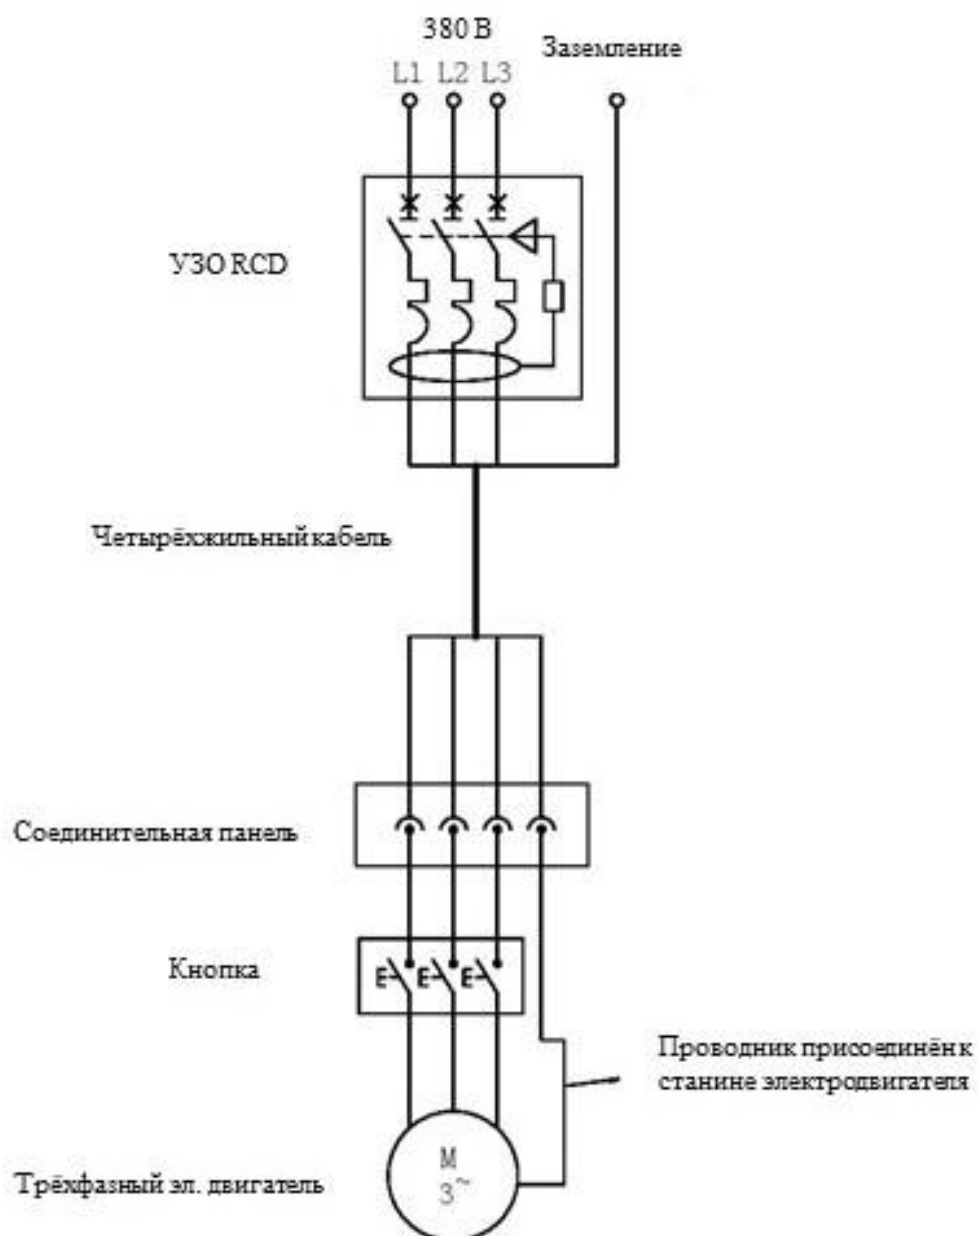 380 В
Заземление
L1 L2 L3
УЗО RCD
Четырёхжильный кабель
Соединительная панель
Кнопка
Проводник присоединён к
станине электродвигателя
Трёхфазный эл. двигатель
M
3~